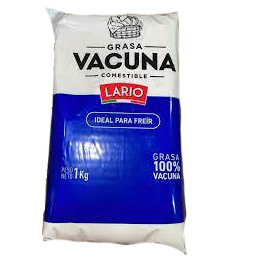 GRASA
VACUNA
COMESTIBLE
LARIO
IDEAL PARA FREÍR
PESO
NETO 1Kg
GRASA
100%
VACUNA